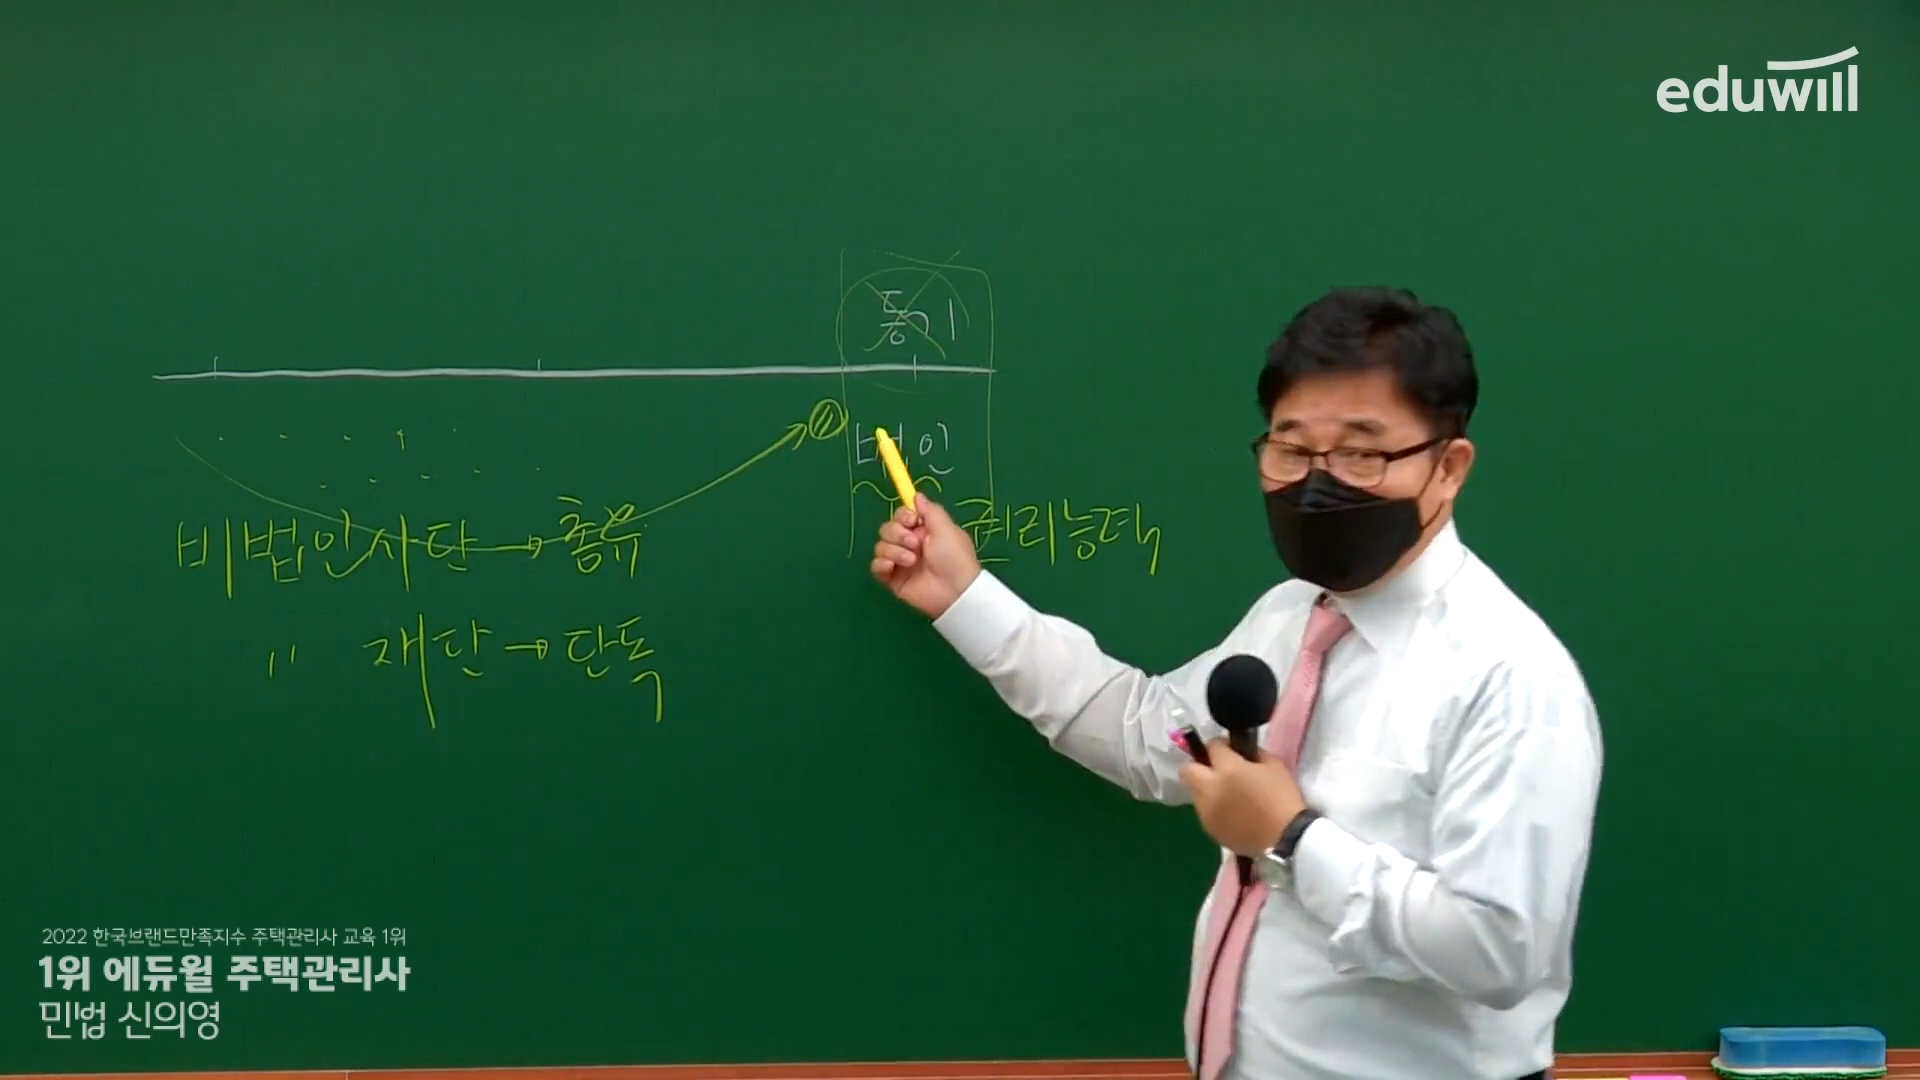 eduwill
등기
법인
권리능력
비법인사단→총유
〃 재단→단독
2022 한국브랜드만족지수 주택관리사 교육 1위
1위 에듀윌 주택관리사
민법 신의영